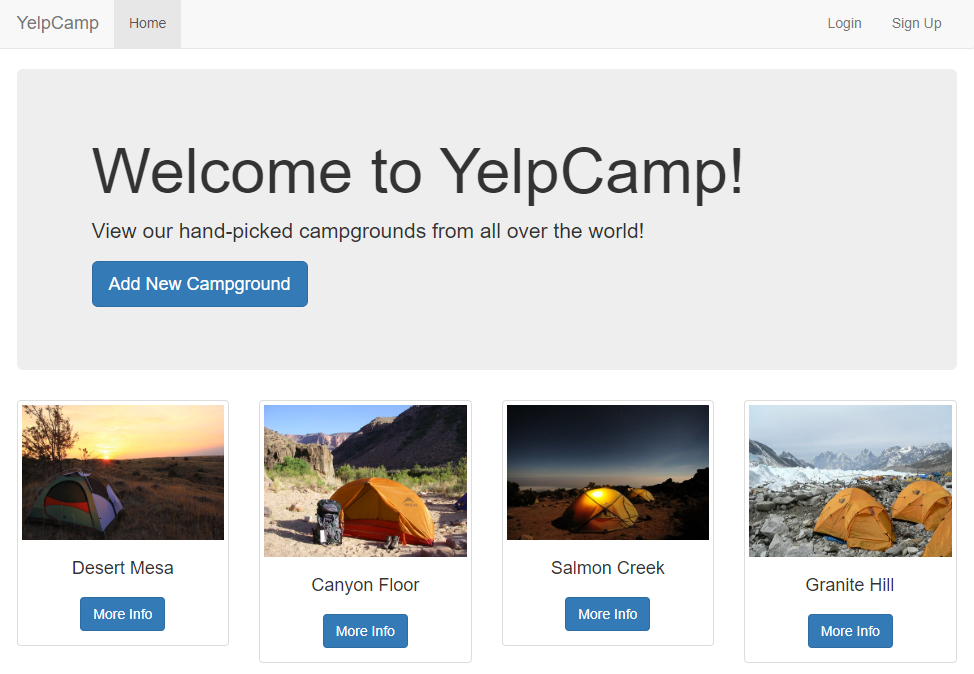 YelpCamp Home Login Sign Up
Welcome to YelpCamp!
View our hand-picked campgrounds from all over the world!
Add New Campground
Desert Mesa
More Info
Canyon Floor
More Info
Salmon Creek
More Info
Granite Hill
More Info